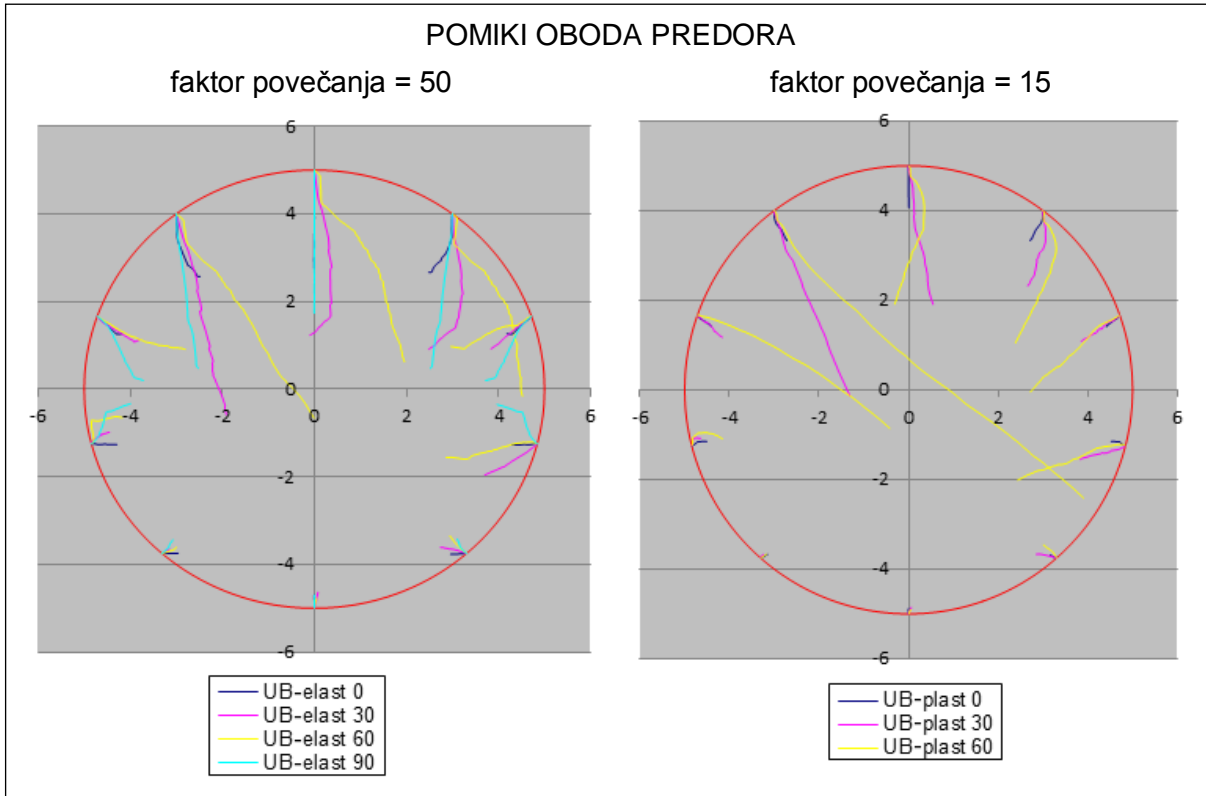 POMIKI OBODA PREDORA
faktor povečanja = 50
faktor povečanja = 15
6
4
2
0
-6 -4 -2 0 2 4 6
-2
-4
-6
6
4
2
0
-6 -4 -2 0 2 4 6
-2
-4
-6
UB-elast 0
UB-elast 30
UB-elast 60
UB-elast 90
UB-plast 0
UB-plast 30
UB-plast 60